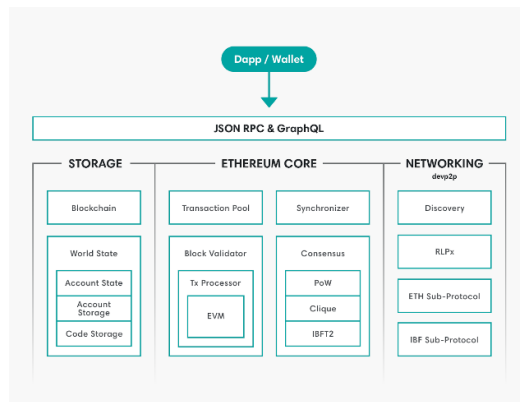 Dapp / Wallet
JSON RPC & GraphQL
STORAGE
Blockchain
World State
Account State
Account
Storage
Code Storage
ETHEREUM CORE
Transaction Pool
Synchronizer
Block Validator
Tx Processor
EVM
Consensus
PoW
Clique
IBFT2
NETWORKING
devp2p
Discovery
RLPx
ETH Sub-Protocol
IBF Sub-Protocol